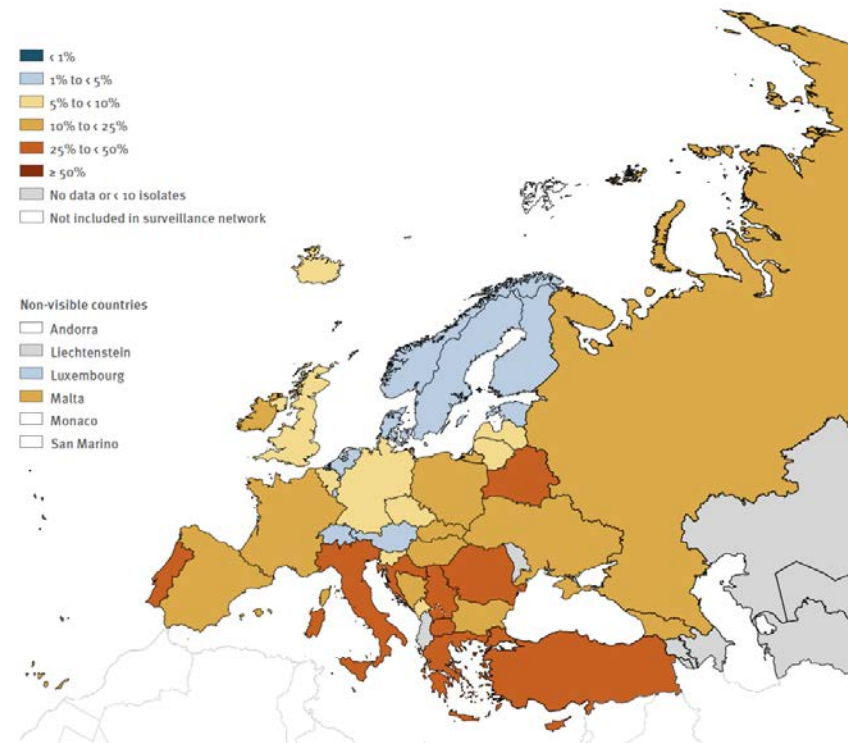 < 1%
1% to < 5%
5% to < 10%
10% to < 25%
25% to < 50%
≥ 50%
No data or < 10 isolates
Not included in surveillance network
Non-visible countries
Andorra
Liechtenstein
Luxembourg
Malta
Monaco
San Marino